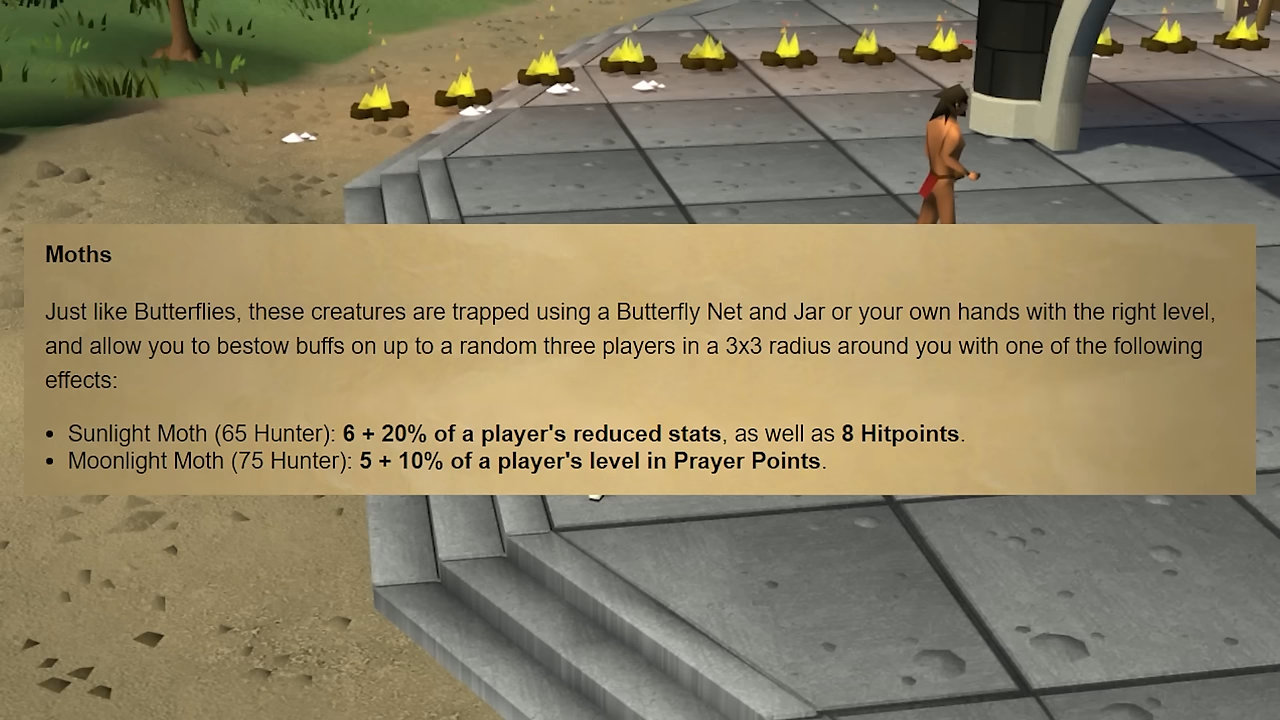 Moths
Just like Butterflies, these creatures are trapped using a Butterfly Net and Jar or your own hands with the right level,
and allow you to bestow buffs on up to a random three players in a 3x3 radius around you with one of the following
effects:
• Sunlight Moth (65 Hunter): 6 + 20% of a player's reduced stats, as well as 8 Hitpoints.
• Moonlight Moth (75 Hunter): 5 + 10% of a player's level in Prayer Points.